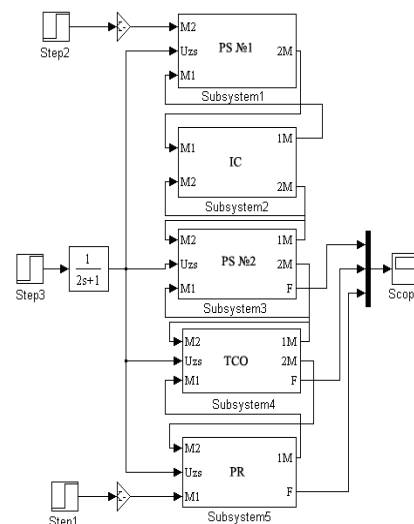 Step2
M2
Uzs
M1
PS №1
2M
Subsystem1
M1
M2
IC
1M
2M
Subsystem2
Step3
1
2s+1
M2
Uzs
M1
PS №2
1M
2M
F
Subsystem3
Scop
M2
Uzs
M1
TCO
1M
2M
F
Subsystem4
M2
Uzs
M1
PR
1M
F
Subsystem5
Step1